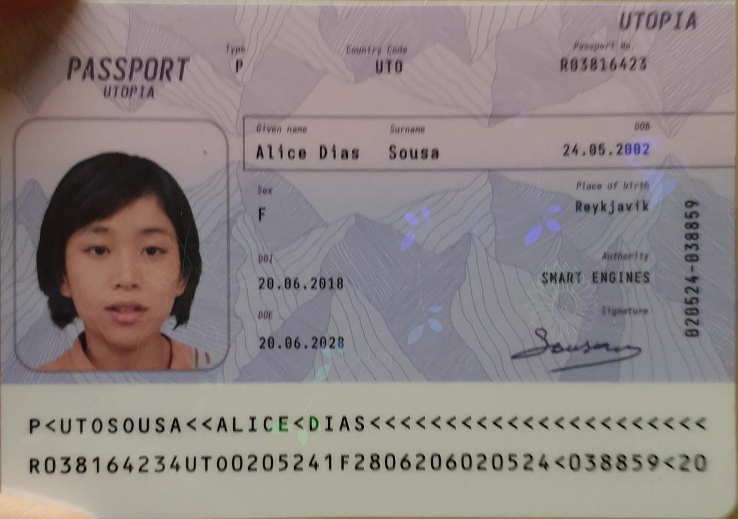 UTOPIA
PASSPORT
UTOPIA
Type
P
Country Code
UTO
Passport No.
R03816423
Given name
Alice Dias
Surname
Sousa
DOB
24.05.2002
Sex
F
Place of birth
Reykjavik
DOI
20.06.2018
Authority
SMART ENGINES
DOE
20.06.2028
Signature
Sousa
020524-038859
P<UTOSOUSA<<ALICE<DIAS<<<<<<<<<<<<<<<<<<<<<<
R038164234UTO0205241F2806206020524<038859<20